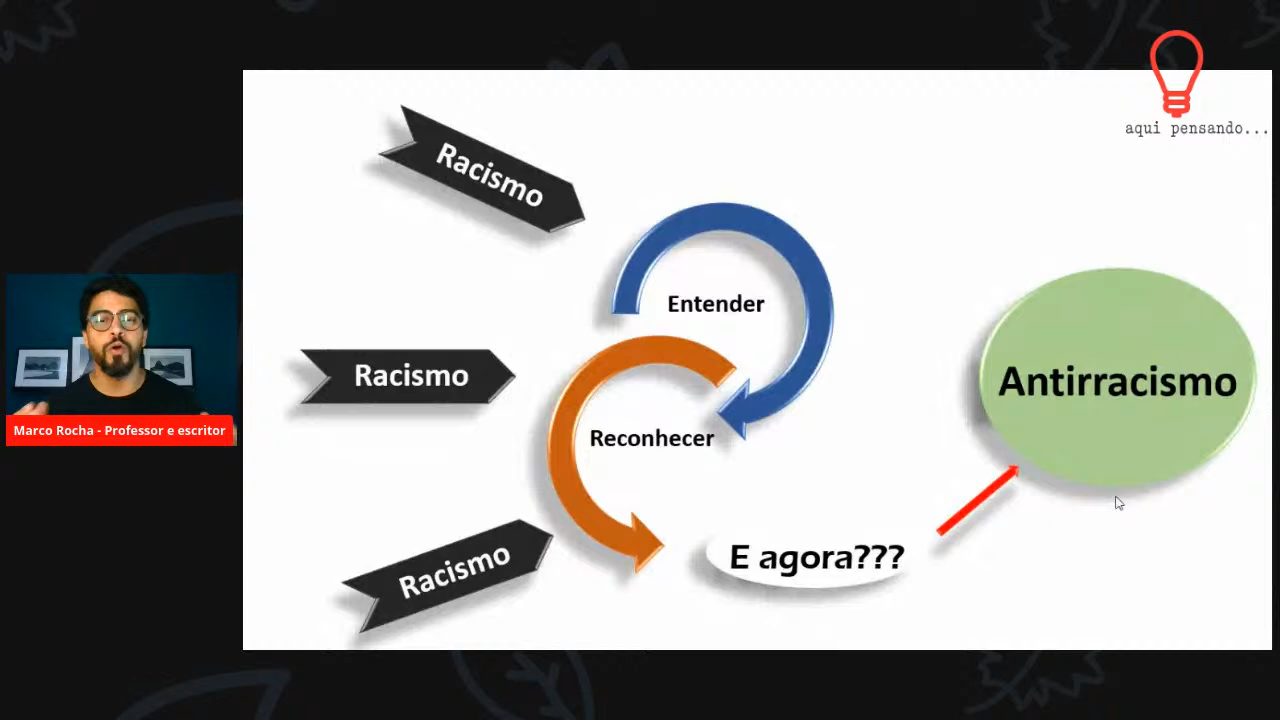 aqui pensando...
Racismo
Entender
Racismo
Antirracismo
Reconhecer
Marco Rocha - Professor e escritor
Racismo
E agora???